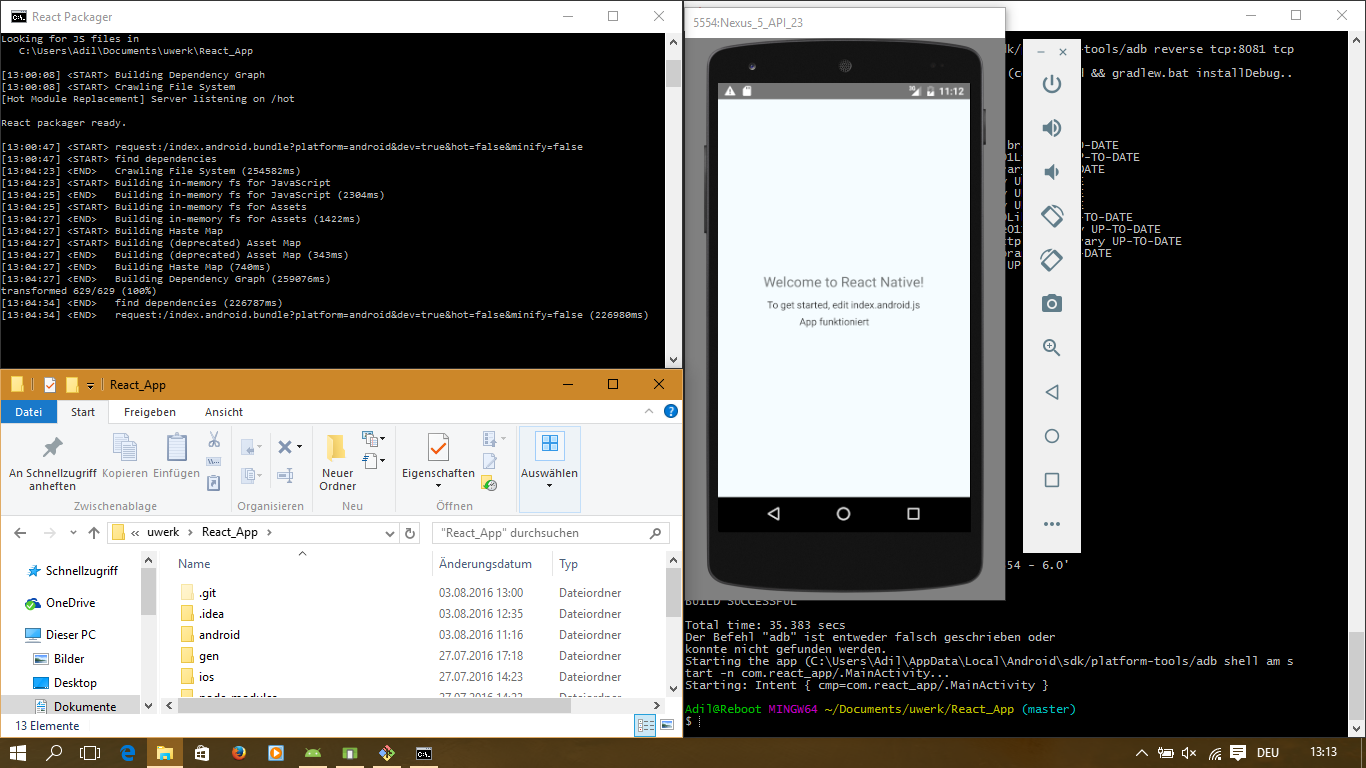 React Packager
Looking for JS files in
C:\Users\Adil\Documents\uwerk\React_App
[13:00:08] <START> Building Dependency Graph
[13:00:08] <START> Crawling File System
[Hot Module Replacement] Server listening on /hot
React packager ready.
[13:00:47] <START> request:/index.android.bundle?platform=android&dev=true&hot=false&minify=false
[13:00:47] <START> find dependencies
[13:04:23] <END>   Crawling File System (254582ms)
[13:04:23] <START> Building in-memory fs for JavaScript
[13:04:25] <END>   Building in-memory fs for JavaScript (2304ms)
[13:04:25] <START> Building in-memory fs for Assets
[13:04:27] <END>   Building in-memory fs for Assets (1422ms)
[13:04:27] <START> Building Haste Map
[13:04:27] <START> Building (deprecated) Asset Map
[13:04:27] <END>   Building (deprecated) Asset Map (343ms)
[13:04:27] <END>   Building Haste Map (740ms)
[13:04:27] <END>   Building Dependency Graph (259076ms)
transformed 629/629 (100%)
[13:04:34] <END>   find dependencies (226787ms)
[13:04:34] <END>   request:/index.android.bundle?platform=android&dev=true&hot=false&minify=false (226980ms)
React_App
Datei Start Freigeben Ansicht
An Schnellzugriff anheften
Kopieren
Einfügen
Neuer Ordner
Eigenschaften
Auswählen
Zwischenablage Organisieren Neu Öffnen
« uwerk > React_App >
"React_App" durchsuchen
Name Änderungsdatum Typ
Schnellzugriff
OneDrive
Dieser PC
Bilder
Desktop
Dokumente
.git 03.08.2016 13:00 Dateiordner
.idea 03.08.2016 12:35 Dateiordner
android 03.08.2016 11:16 Dateiordner
gen 27.07.2016 17:18 Dateiordner
ios 27.07.2016 14:23 Dateiordner
node_modules 27.07.2016 14:23 Dateiordner
13 Elemente
5554:Nexus_5_API_23
11:12
Welcome to React Native!
To get started, edit index.android.js
App funktioniert
-tools/adb reverse tcp:8081 tcp
&& gradlew.bat installDebug..
O-DATE
P-TO-DATE
DATE
-TO-DATE
y UP-TO-DATE
rary UP-TO-DATE
-DATE
UP
54 - 6.0'
BUILD SUCCESSFUL
Total time: 35.383 secs
Der Befehl "adb" ist entweder falsch geschrieben oder
konnte nicht gefunden werden.
Starting the app (C:\Users\Adil\AppData\Local\Android\sdk/platform-tools/adb shell am s
tart -n com.react_app/.MainActivity...
Starting: Intent { cmp=com.react_app/.MainActivity }
Adil@Reboot MINGW64 ~/Documents/uwerk/React_App (master)
$
DEU
13:13